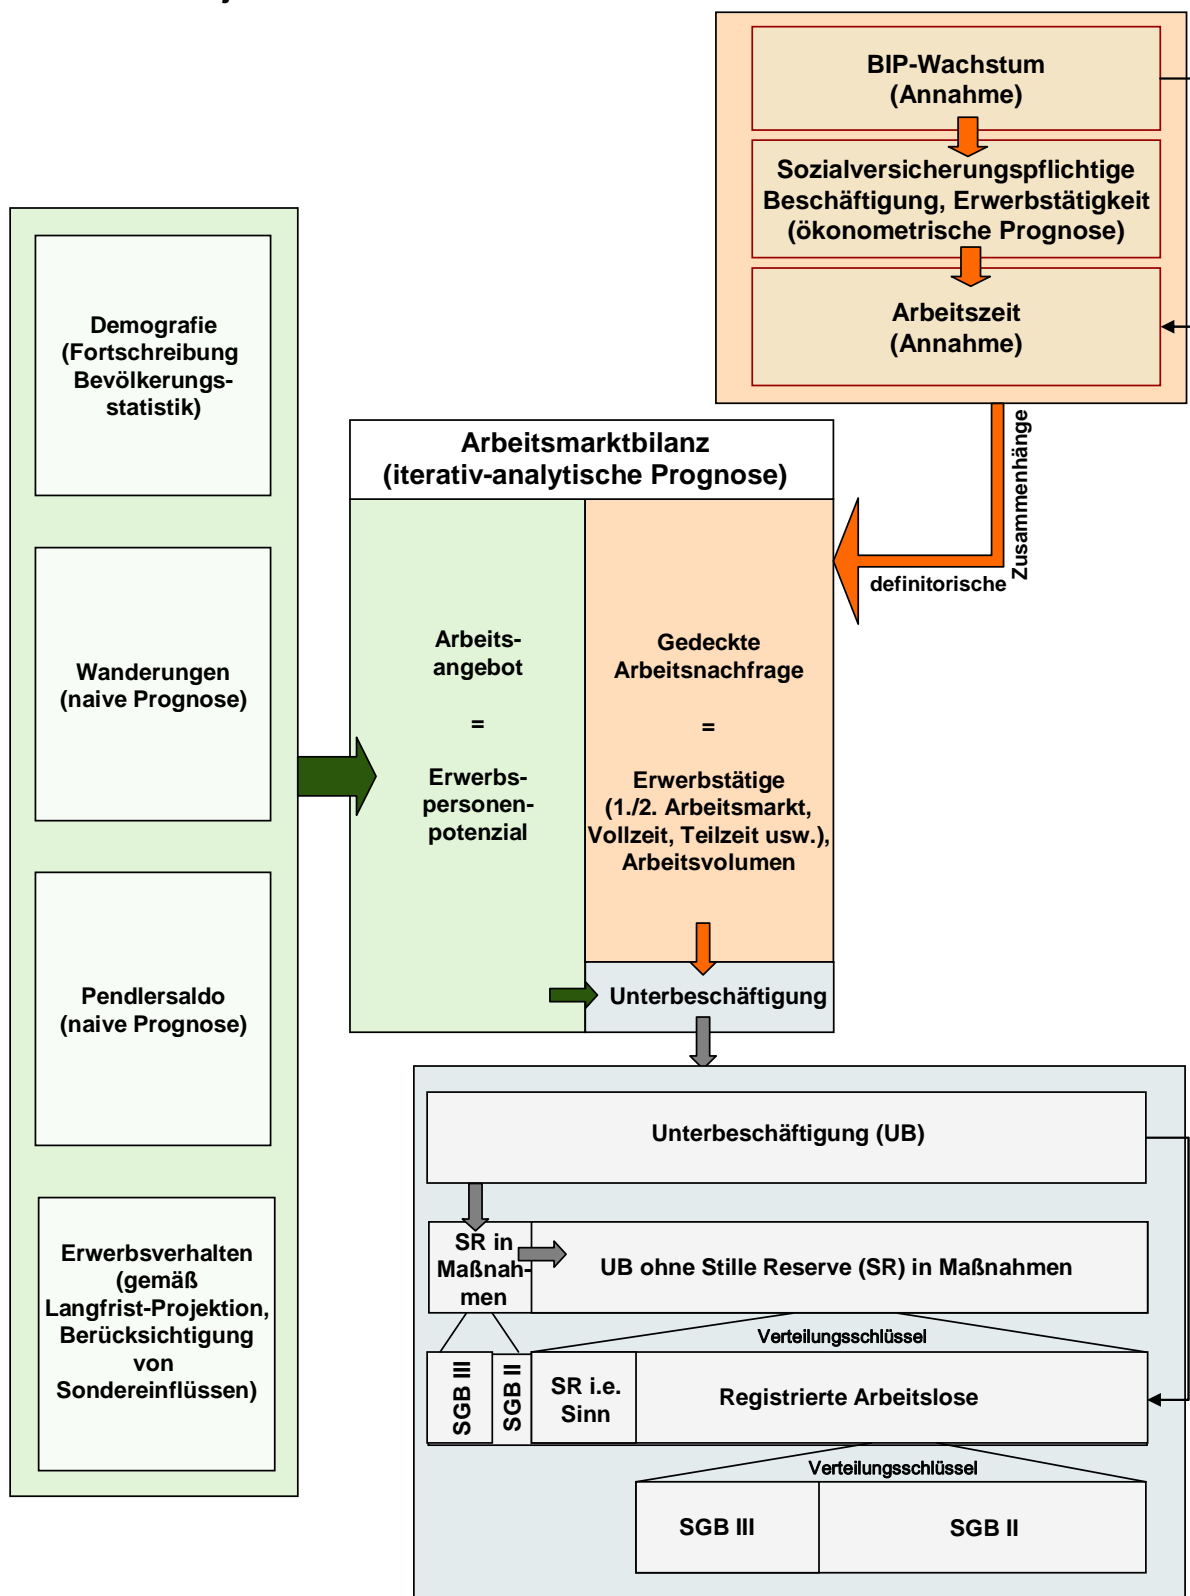 BIP-Wachstum
(Annahme)
Sozialversicherungspflichtige
Beschäftigung, Erwerbstätigkeit
(ökonometrische Prognose)
Arbeitszeit
(Annahme)
Demografie
(Fortschreibung
Bevölkerungs-
statistik)
Wanderungen
(naive Prognose)
Pendlersaldo
(naive Prognose)
Erwerbsverhalten
(gemäß
Langfrist-Projektion,
Berücksichtigung
von
Sondereinflüssen)
Arbeitsmarktbilanz
(iterativ-analytische Prognose)
definitorische
Zusammenhänge
Arbeits-
angebot
=
Erwerbs-
personen-
potenzial
Gedeckte
Arbeitsnachfrage
=
Erwerbstätige
(1./2. Arbeitsmarkt,
Vollzeit, Teilzeit usw.),
Arbeitsvolumen
Unterbeschäftigung
Unterbeschäftigung (UB)
SR in
Maßnah-
men
UB ohne Stille Reserve (SR) in Maßnahmen
Verteilungsschlüssel
SGB III
SGB II
SR i.e.
Sinn
Registrierte Arbeitslose
Verteilungsschlüssel
SGB III
SGB II